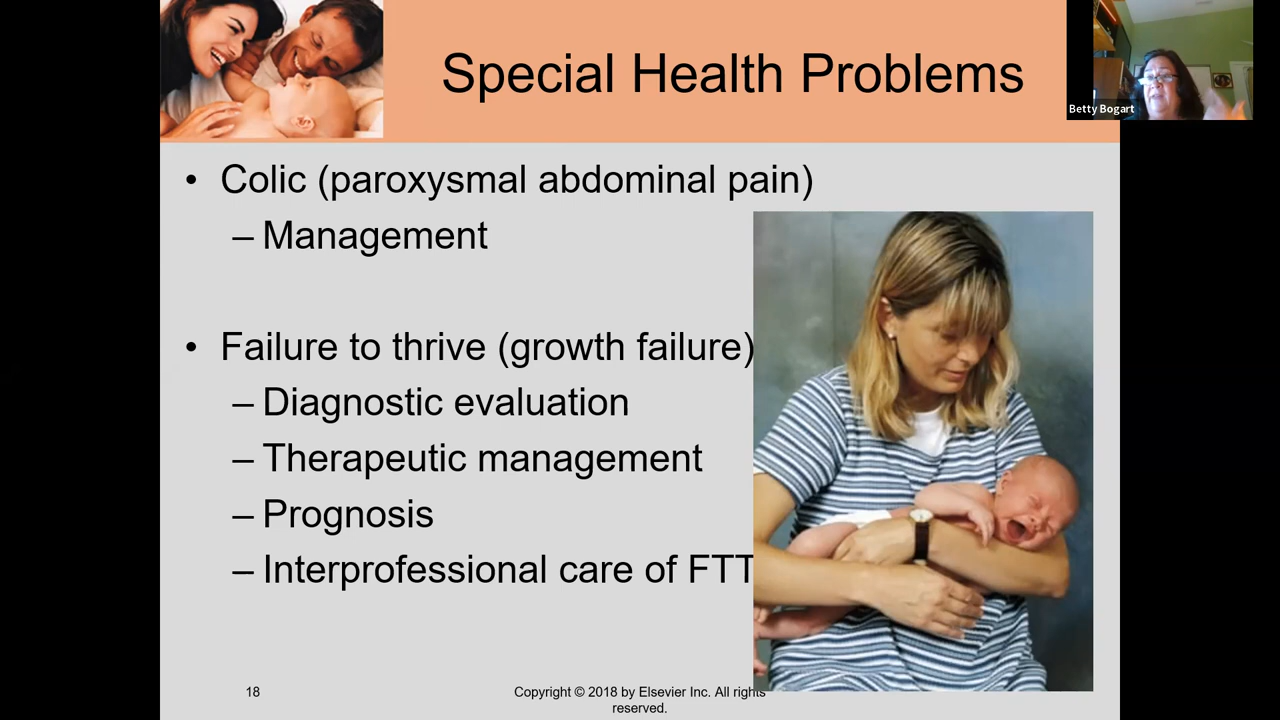 Special Health Problems
Betty Bogart
• Colic (paroxysmal abdominal pain)
– Management
• Failure to thrive (growth failure)
– Diagnostic evaluation
– Therapeutic management
– Prognosis
– Interprofessional care of FTT
18
Copyright © 2018 by Elsevier Inc. All rights
reserved.